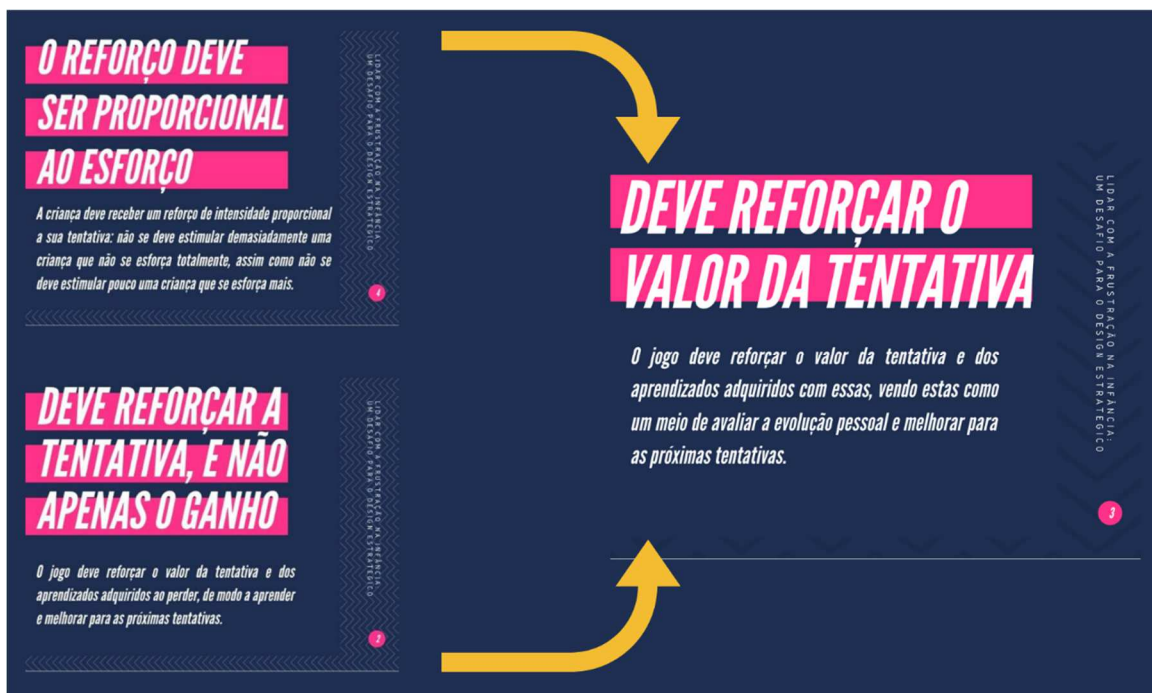 O REFORÇO DEVE
SER PROPORCIONAL
AO ESFORÇO
A criança deve receber um reforço de intensidade proporcional
a sua tentativa: não se deve estimular demasiadamente uma
criança que não se esforça totalmente, assim como não se
deve estimular pouco uma criança que se esforça mais.
LIDAR COM A FRUSTRAÇÃO NA INFÂNCIA:
UM DESAFIO PARA O DESIGN ESTRATÉGICO
4
DEVE REFORÇAR A
TENTATIVA, E NÃO
APENAS O GANHO
O jogo deve reforçar o valor da tentativa e dos
aprendizados adquiridos ao perder, de modo a aprender
e melhorar para as próximas tentativas.
LIDAR COM A FRUSTRAÇÃO NA INFÂNCIA:
UM DESAFIO PARA O DESIGN ESTRATÉGICO
2
DEVE REFORÇAR O
VALOR DA TENTATIVA
O jogo deve reforçar o valor da tentativa e dos
aprendizados adquiridos com essas, vendo estas como
um meio de avaliar a evolução pessoal e melhorar para
as próximas tentativas.
LIDAR COM A FRUSTRAÇÃO NA INFÂNCIA:
UM DESAFIO PARA O DESIGN ESTRATÉGICO
3